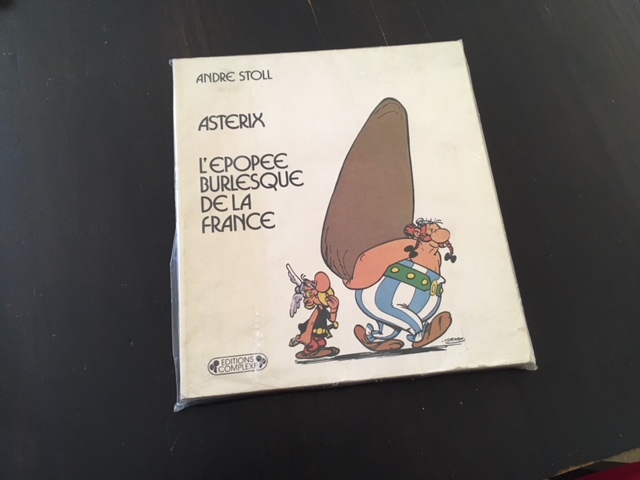 ANDRE STOLL
ASTERIX
L'EPOPEE
BURLESQUE
DE LA
FRANCE
EDITIONS
COMPLEXE